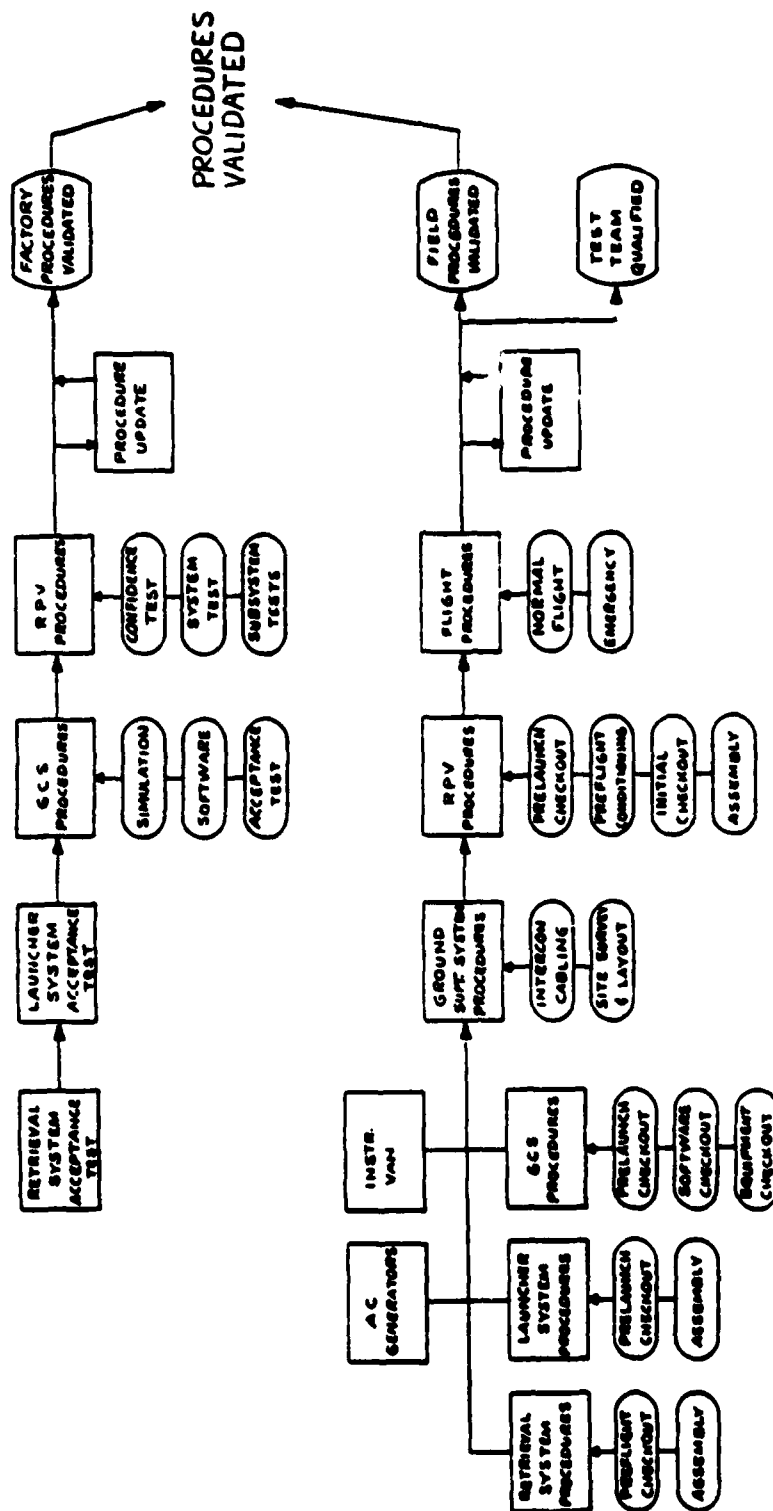 RETRIEVAL
SYSTEM
ACCEPTANCE
TEST
LAUNCHER
SYSTEM
ACCEPTANCE
TEST
GCS
PROCEDURES
SIMULATION
SOFTWARE
ACCEPTANCE
TEST
RPV
PROCEDURES
CONFIDENCE
TEST
SYSTEM
TEST
SUBSYSTEM
TESTS
PROCEDURE
UPDATE
FACTORY
PROCEDURES
VALIDATED
PROCEDURES
VALIDATED
RETRIEVAL
SYSTEM
PROCEDURES
PREFLIGHT
CHECKOUT
ASSEMBLY
AC
GENERATORS
LAUNCHER
SYSTEM
PROCEDURES
PRELAUNCH
CHECKOUT
ASSEMBLY
INSTR.
VAN
GCS
PROCEDURES
PRELAUNCH
CHECKOUT
SOFTWARE
CHECKOUT
EQUIPMENT
CHECKOUT
GROUND
SUPT. SYSTEM
PROCEDURES
INTERCON
CABLING
SITE SURVEY
& LAYOUT
RPV
PROCEDURES
PRELAUNCH
CHECKOUT
PREFLIGHT
CONDITIONING
INITIAL
CHECKOUT
ASSEMBLY
FLIGHT
PROCEDURES
NORMAL
FLIGHT
EMERGENCY
PROCEDURE
UPDATE
FIELD
PROCEDURES
VALIDATED
TEST
TEAM
QUALIFIED